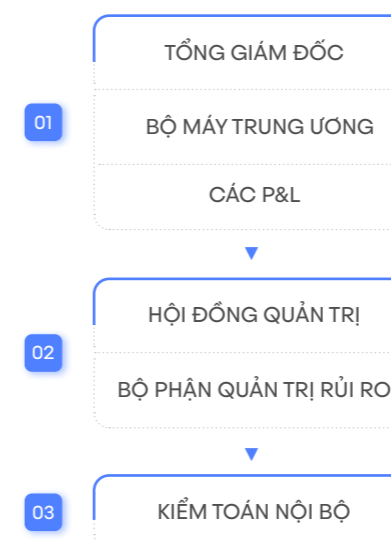 01
TỔNG GIÁM ĐỐC
BỘ MÁY TRUNG ƯƠNG
CÁC P&L
02
HỘI ĐỒNG QUẢN TRỊ
BỘ PHẬN QUẢN TRỊ RỦI RO
03
KIỂM TOÁN NỘI BỘ